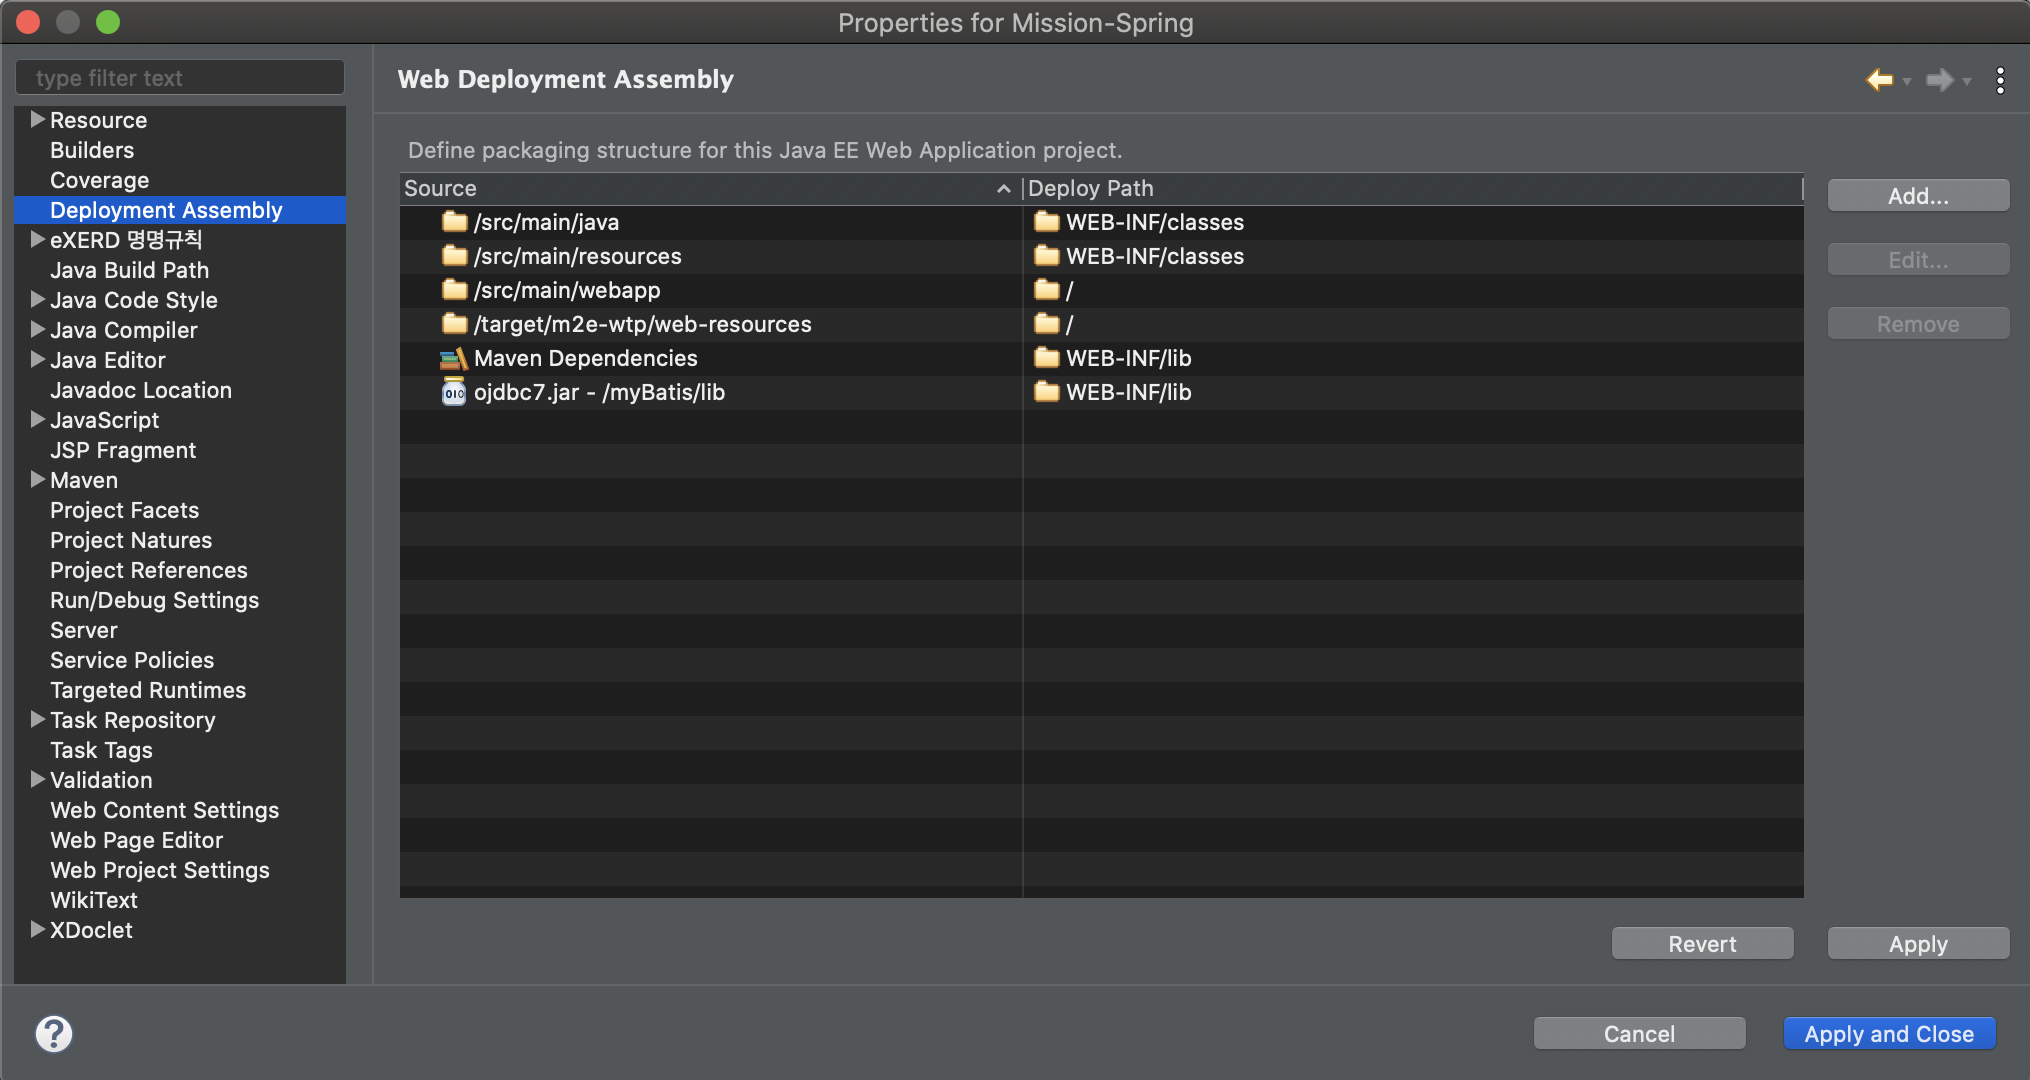 Properties for Mission-Spring
type filter text
Resource
Builders
Coverage
Deployment Assembly
eXERD 명명규칙
Java Build Path
Java Code Style
Java Compiler
Java Editor
Javadoc Location
JavaScript
JSP Fragment
Maven
Project Facets
Project Natures
Project References
Run/Debug Settings
Server
Service Policies
Targeted Runtimes
Task Repository
Task Tags
Validation
Web Content Settings
Web Page Editor
Web Project Settings
WikiText
XDoclet
Web Deployment Assembly
Define packaging structure for this Java EE Web Application project.
Source Deploy Path
/src/main/java WEB-INF/classes
/src/main/resources WEB-INF/classes
/src/main/webapp /
/target/m2e-wtp/web-resources /
Maven Dependencies WEB-INF/lib
ojdbc7.jar - /myBatis/lib WEB-INF/lib
Add...
Edit...
Remove
Revert Apply
? Cancel Apply and Close